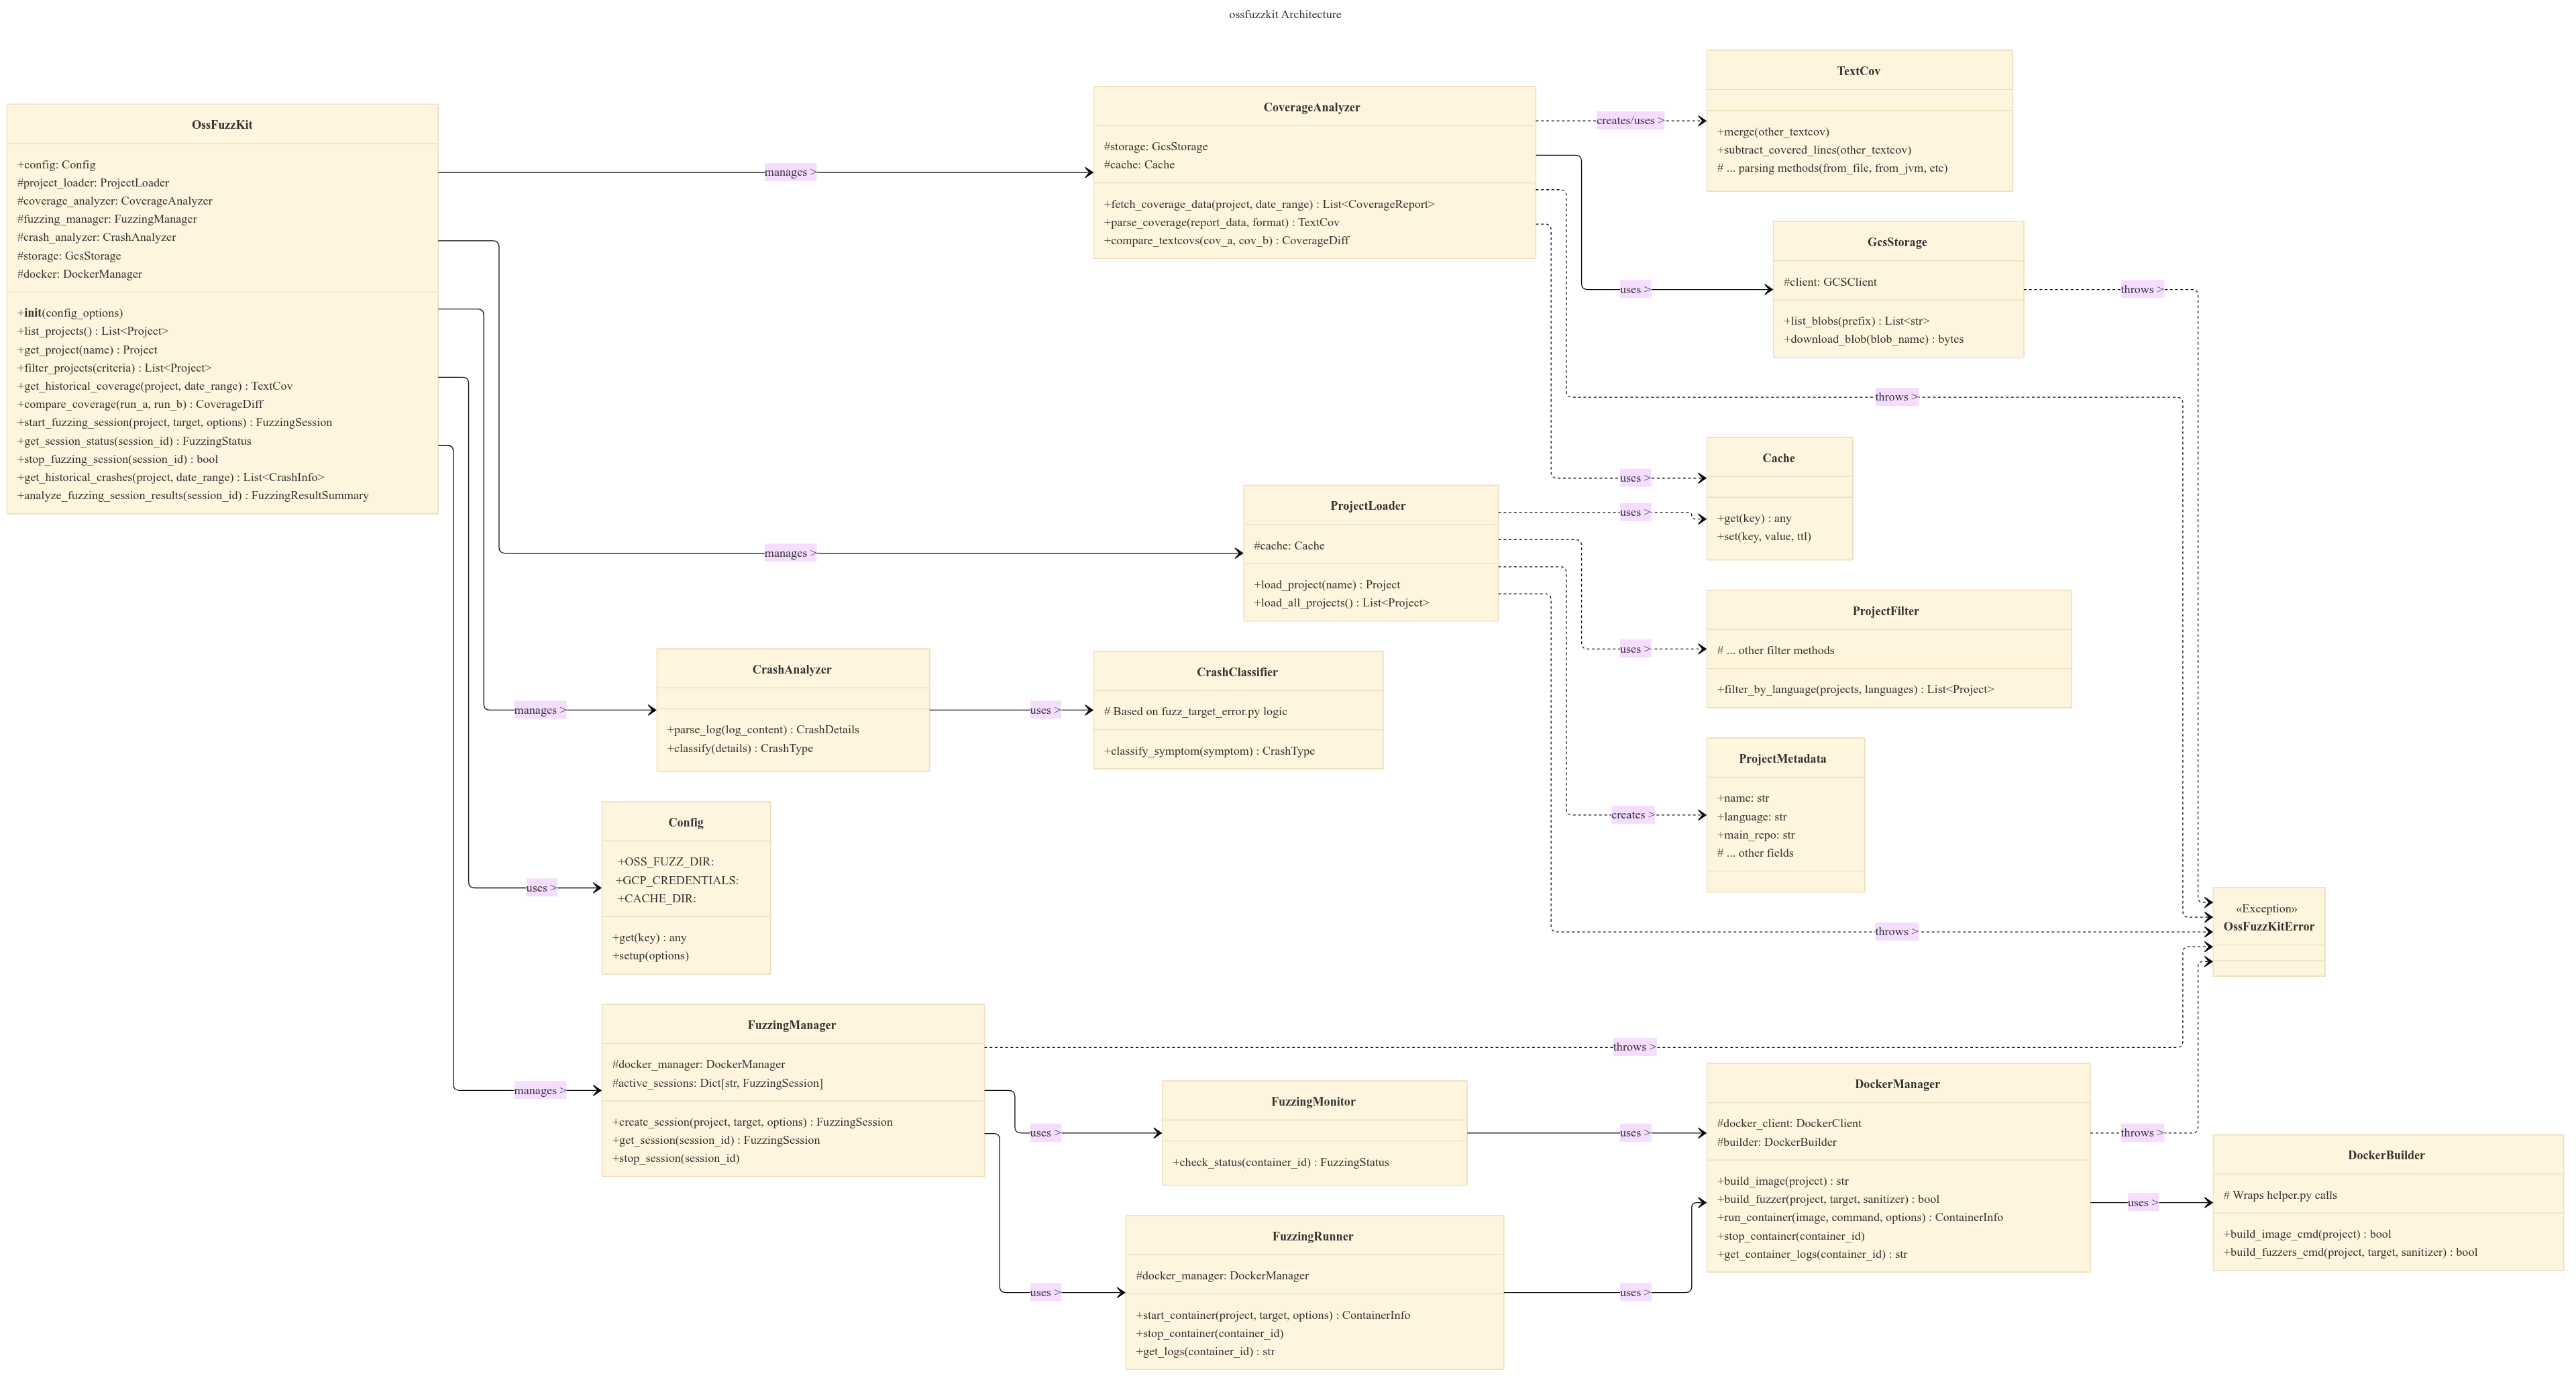 ossfuzzkit Architecture
OssFuzzKit
+config: Config
#project_loader: ProjectLoader
#coverage_analyzer: CoverageAnalyzer
#fuzzing_manager: FuzzingManager
#crash_analyzer: CrashAnalyzer
#storage: GcsStorage
#docker: DockerManager
+init(config_options)
+list_projects() : List<Project>
+get_project(name) : Project
+filter_projects(criteria) : List<Project>
+get_historical_coverage(project, date_range) : TextCov
+compare_coverage(run_a, run_b) : CoverageDiff
+start_fuzzing_session(project, target, options) : FuzzingSession
+get_session_status(session_id) : FuzzingStatus
+stop_fuzzing_session(session_id) : bool
+get_historical_crashes(project, date_range) : List<CrashInfo>
+analyze_fuzzing_session_results(session_id) : FuzzingResultSummary
manages >
manages >
manages >
uses >
manages >
CoverageAnalyzer
#storage: GcsStorage
#cache: Cache
+fetch_coverage_data(project, date_range) : List<CoverageReport>
+parse_coverage(report_data, format) : TextCov
+compare_textcovs(cov_a, cov_b) : CoverageDiff
creates/uses >
uses >
throws >
uses >
TextCov
+merge(other_textcov)
+subtract_covered_lines(other_textcov)
# ... parsing methods(from_file, from_jvm, etc)
GcsStorage
#client: GCSClient
+list_blobs(prefix) : List<str>
+download_blob(blob_name) : bytes
throws >
Cache
+get(key) : any
+set(key, value, ttl)
ProjectLoader
#cache: Cache
+load_project(name) : Project
+load_all_projects() : List<Project>
uses >
uses >
creates >
throws >
ProjectFilter
# ... other filter methods
+filter_by_language(projects, languages) : List<Project>
ProjectMetadata
+name: str
+language: str
+main_repo: str
# ... other fields
CrashAnalyzer
+parse_log(log_content) : CrashDetails
+classify(details) : CrashType
uses >
CrashClassifier
# Based on fuzz_target_error.py logic
+classify_symptom(symptom) : CrashType
Config
+OSS_FUZZ_DIR:
+GCP_CREDENTIALS:
+CACHE_DIR:
+get(key) : any
+setup(options)
«Exception»
OssFuzzKitError
FuzzingManager
#docker_manager: DockerManager
#active_sessions: Dict[str, FuzzingSession]
+create_session(project, target, options) : FuzzingSession
+get_session(session_id) : FuzzingSession
+stop_session(session_id)
throws >
uses >
uses >
FuzzingMonitor
+check_status(container_id) : FuzzingStatus
uses >
FuzzingRunner
#docker_manager: DockerManager
+start_container(project, target, options) : ContainerInfo
+stop_container(container_id)
+get_logs(container_id) : str
uses >
DockerManager
#docker_client: DockerClient
#builder: DockerBuilder
+build_image(project) : str
+build_fuzzer(project, target, sanitizer) : bool
+run_container(image, command, options) : ContainerInfo
+stop_container(container_id)
+get_container_logs(container_id) : str
throws >
uses >
DockerBuilder
# Wraps helper.py calls
+build_image_cmd(project) : bool
+build_fuzzers_cmd(project, target, sanitizer) : bool